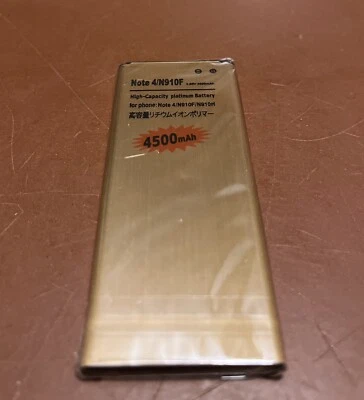 Note 4/N910F
High-Capacity platinum Battery
for phone: Note 4/N910F/N910H
高容量リチウムイオンポリマー
4500mAh